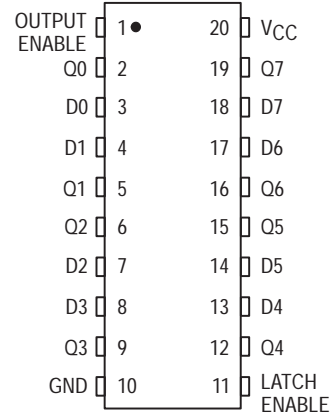 OUTPUT
ENABLE 1 20 VCC
Q0 2 19 Q7
D0 3 18 D7
D1 4 17 D6
Q1 5 16 Q6
Q2 6 15 Q5
D2 7 14 D5
D3 8 13 D4
Q3 9 12 Q4
GND 10 11 LATCH
ENABLE